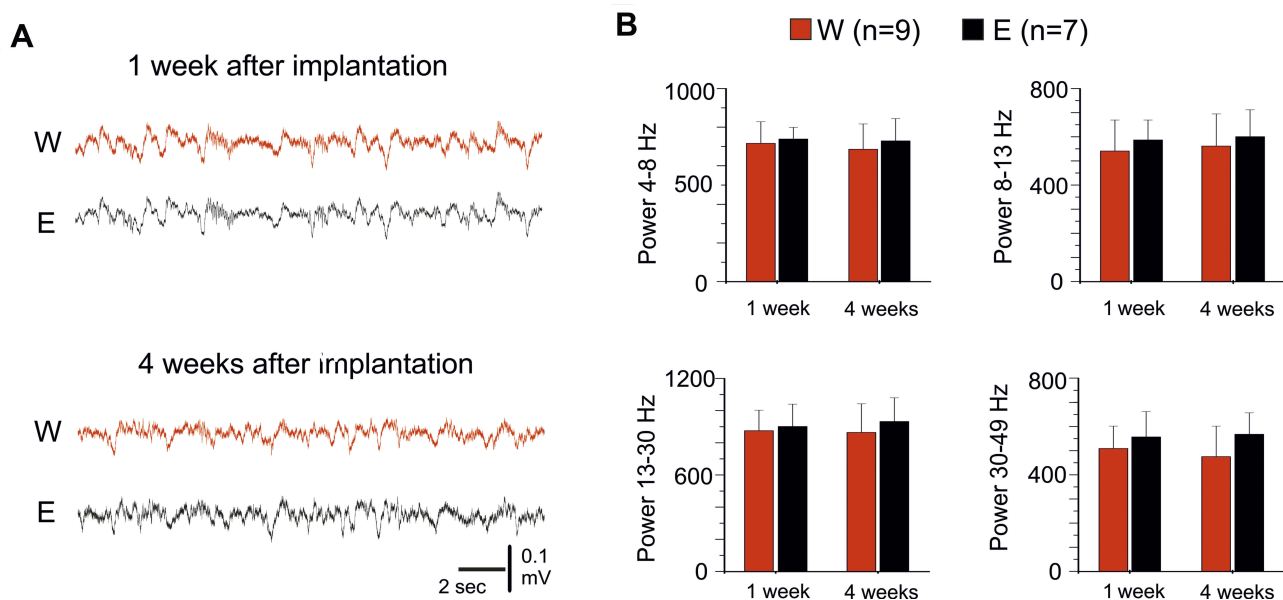 A
1 week after implantation
W
E
4 weeks after implantation
W
E
2 sec
0.1
mV
B
W (n=9)
E (n=7)
Power 4-8 Hz
1000
500
0
1 week
4 weeks
Power 8-13 Hz
800
400
0
1 week
4 weeks
Power 13-30 Hz
1200
600
0
1 week
4 weeks
Power 30-49 Hz
800
400
0
1 week
4 weeks